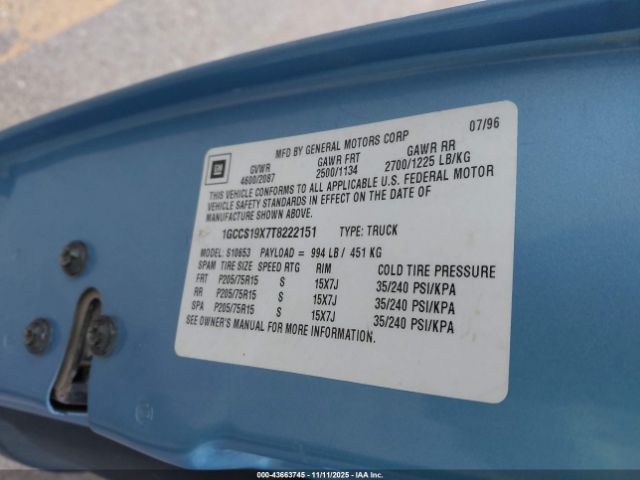 MFD BY GENERAL MOTORS CORP 07/96
GM
GVWR GAWR FRT GAWR RR
4600/2087 2500/1134 2700/1225 LB/KG
THIS VEHICLE CONFORMS TO ALL APPLICABLE U.S. FEDERAL MOTOR
VEHICLE SAFETY STANDARDS IN EFFECT ON THE DATE OF
MANUFACTURE SHOWN ABOVE.
1GCCS19X7T8222151 TYPE: TRUCK
MODEL: S10653 PAYLOAD = 994 LB/ 451 KG
SPAM TIRE SIZE SPEED RTG RIM COLD TIRE PRESSURE
FRT P205/75R15 S 15X7J 35/240 PSI/KPA
RR P205/75R15 S 15X7J 35/240 PSI/KPA
SPA P205/75R15 S 15X7J 35/240 PSI/KPA
SEE OWNER'S MANUAL FOR MORE INFORMATION.
000-43663745 - 11/11/2025 - IAA Inc.